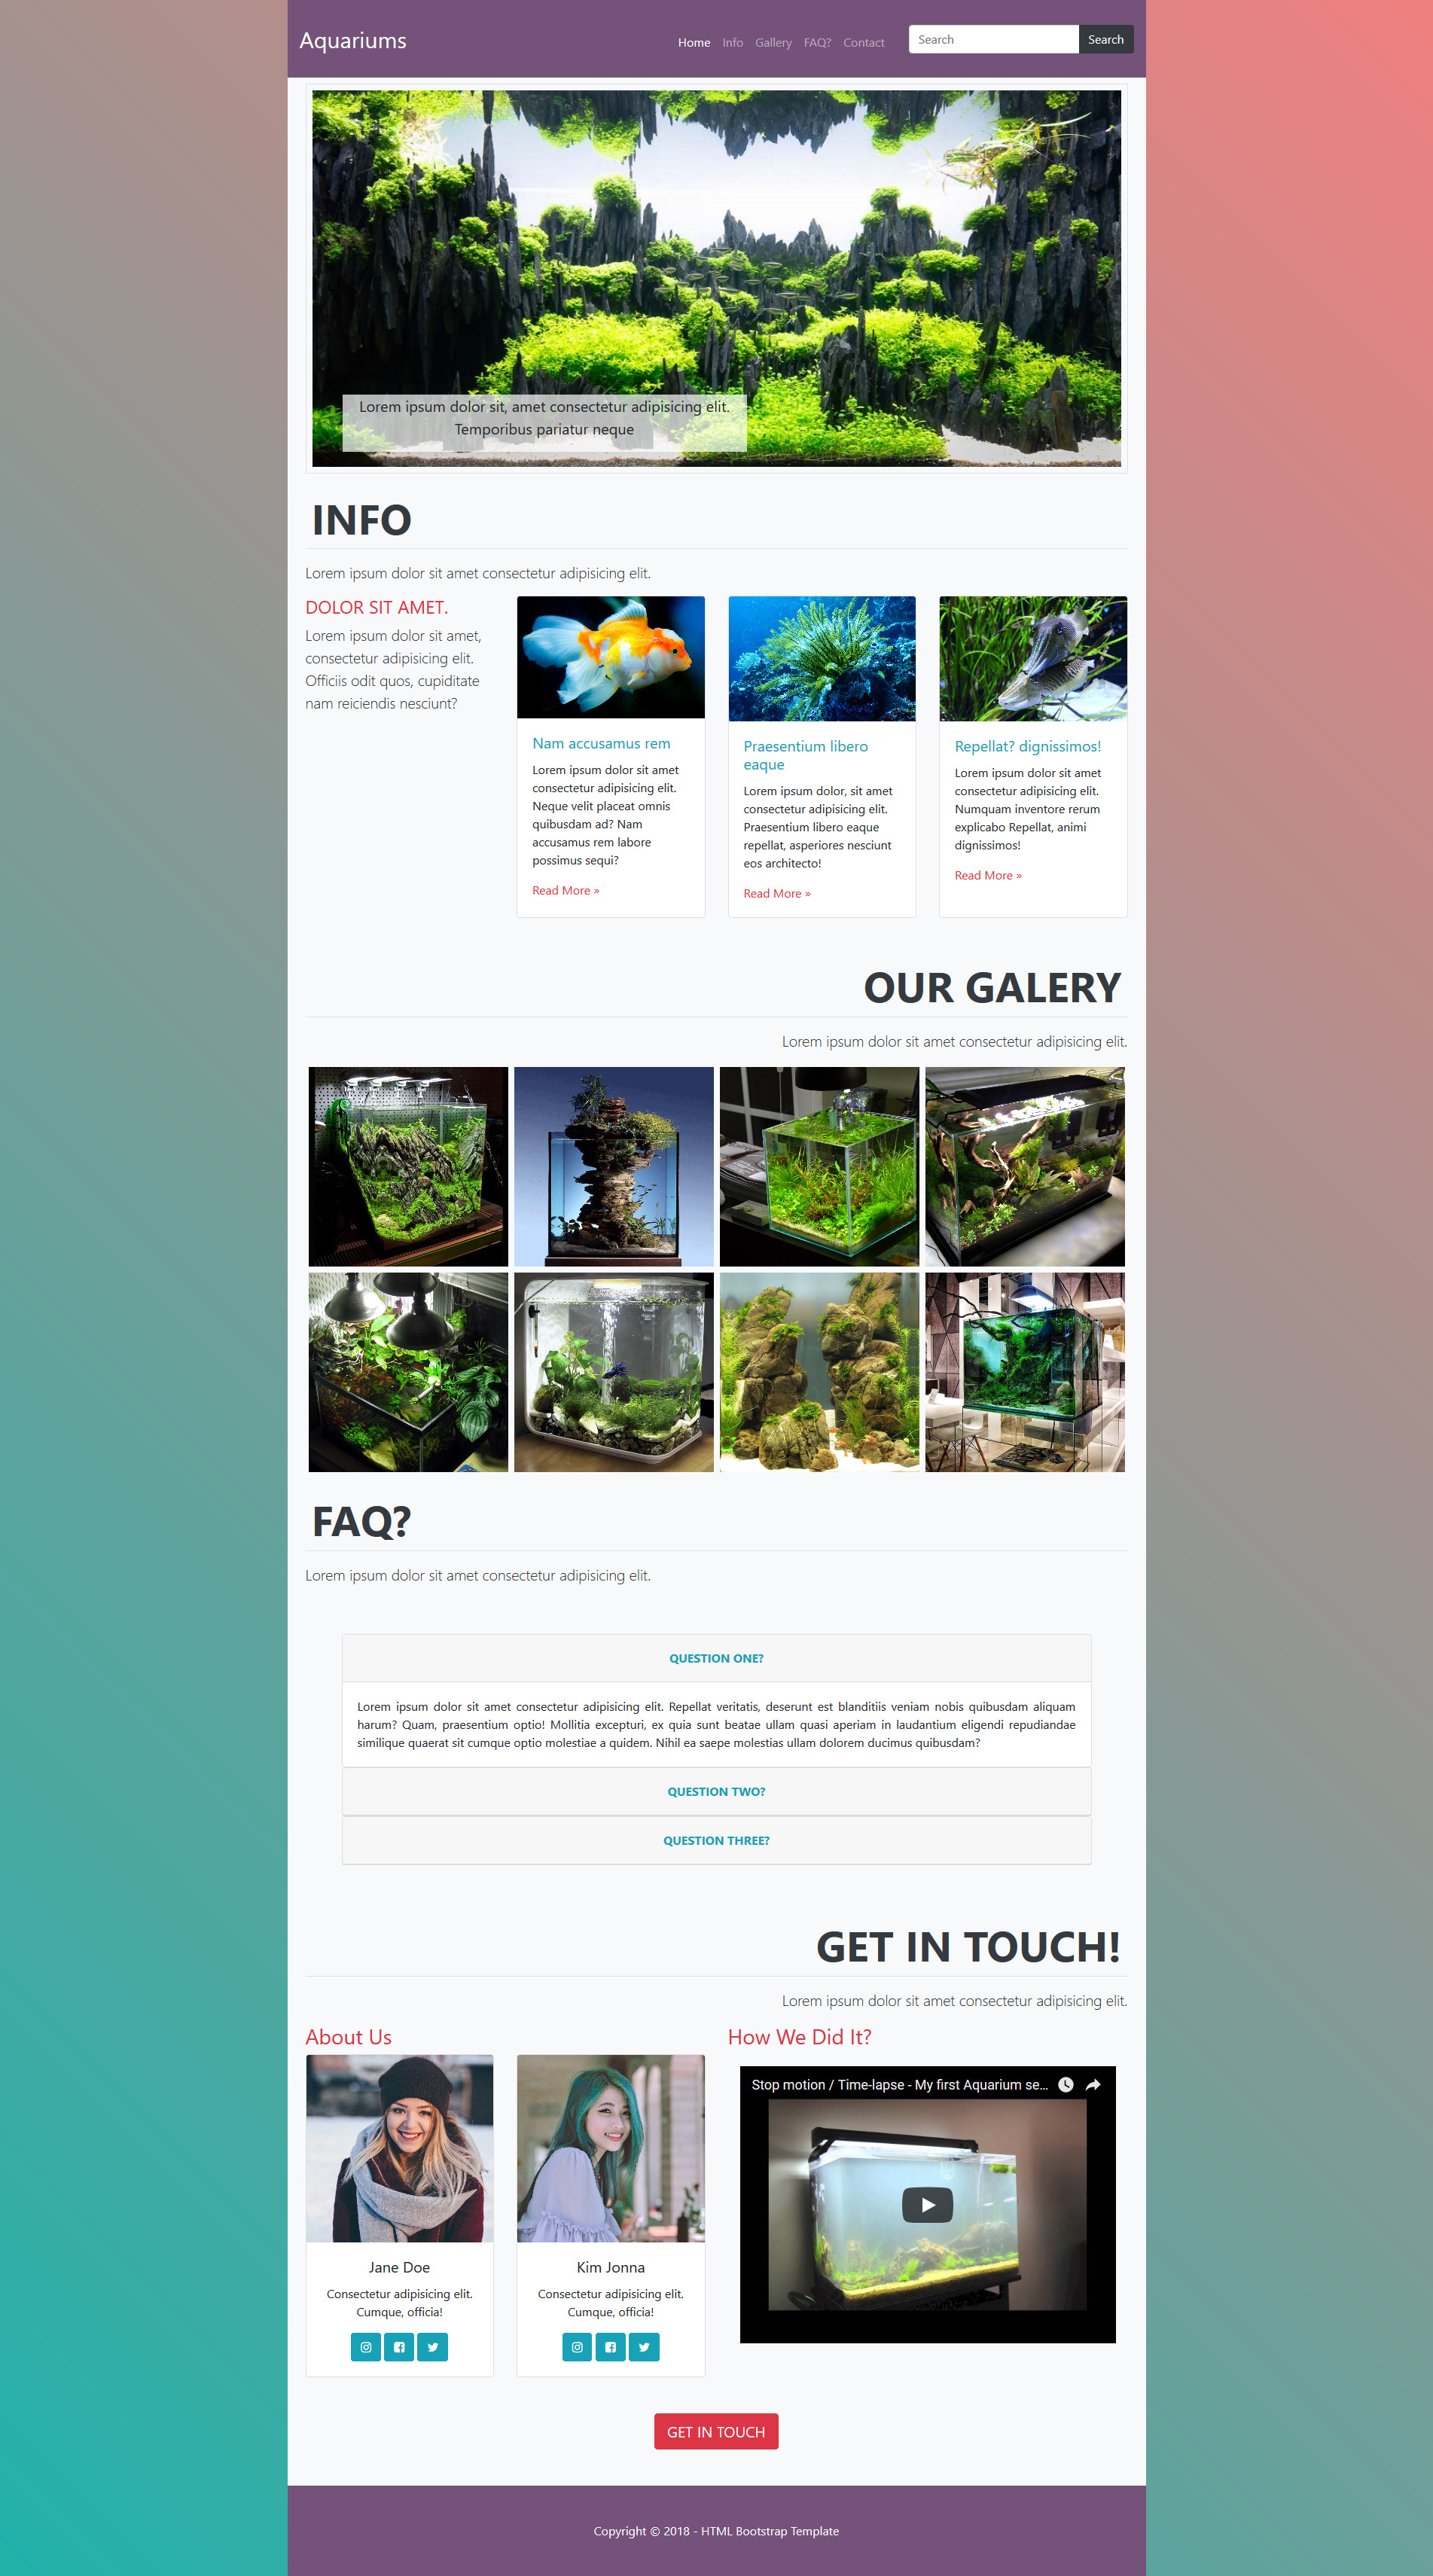 Aquariums
Home Info Gallery FAQ? Contact
Search Search
Lorem ipsum dolor sit, amet consectetur adipisicing elit.
Temporibus pariatur neque
INFO
Lorem ipsum dolor sit amet consectetur adipisicing elit.
DOLOR SIT AMET.
Lorem ipsum dolor sit amet,
consectetur adipisicing elit.
Officiis odit quos, cupiditate
nam reiciendis nesciunt?
Nam accusamus rem
Lorem ipsum dolor sit amet
consectetur adipisicing elit.
Neque velit placeat omnis
quibusdam ad? Nam
accusamus rem labore
possimus sequi?
Read More »
Praesentium libero
eaque
Lorem ipsum dolor, sit amet
consectetur adipisicing elit.
Praesentium libero eaque
repellat, asperiores nesciunt
eos architecto!
Read More »
Repellat? dignissimos!
Lorem ipsum dolor sit amet
consectetur adipisicing elit.
Numquam inventore rerum
explicabo Repellat, animi
dignissimos!
Read More »
OUR GALERY
Lorem ipsum dolor sit amet consectetur adipisicing elit.
FAQ?
Lorem ipsum dolor sit amet consectetur adipisicing elit.
QUESTION ONE?
Lorem ipsum dolor sit amet consectetur adipisicing elit. Repellat veritatis, deserunt est blanditiis veniam nobis quibusdam aliquam
harum? Quam, praesentium optio! Mollitia excepturi, ex quia sunt beatae ullam quasi aperiam in laudantium eligendi repudiandae
similique quaerat sit cumque optio molestiae a quidem. Nihil ea saepe molestias ullam dolorem ducimus quibusdam?
QUESTION TWO?
QUESTION THREE?
GET IN TOUCH!
Lorem ipsum dolor sit amet consectetur adipisicing elit.
About Us
Jane Doe
Consectetur adipisicing elit.
Cumque, officia!
Kim Jonna
Consectetur adipisicing elit.
Cumque, officia!
How We Did It?
Stop motion / Time-lapse - My first Aquarium se...
GET IN TOUCH
Copyright © 2018 - HTML Bootstrap Template